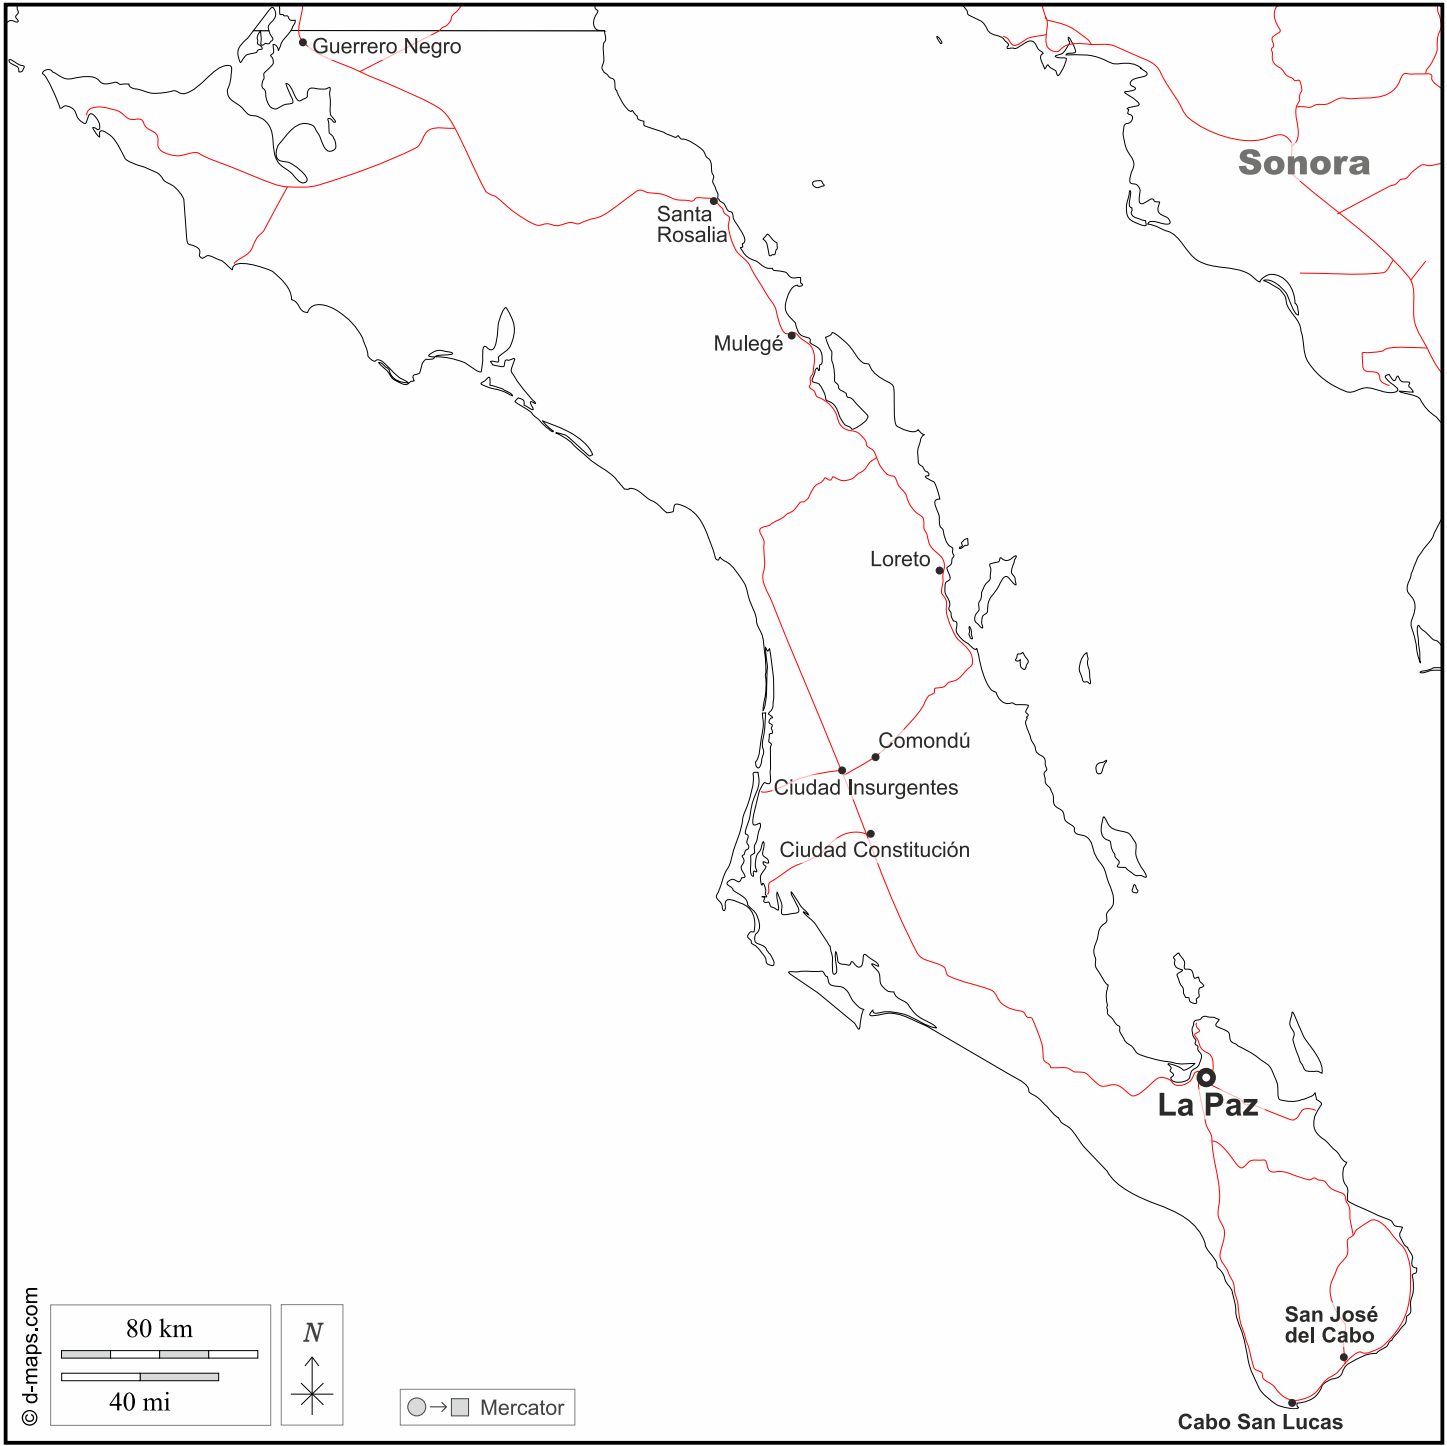 Guerrero Negro
Sonora
Santa
Rosalia
Mulegé
Loreto
Comondú
Ciudad Insurgentes
Ciudad Constitución
La Paz
San José
del Cabo
Cabo San Lucas
© d-maps.com
80 km
40 mi
N
Mercator